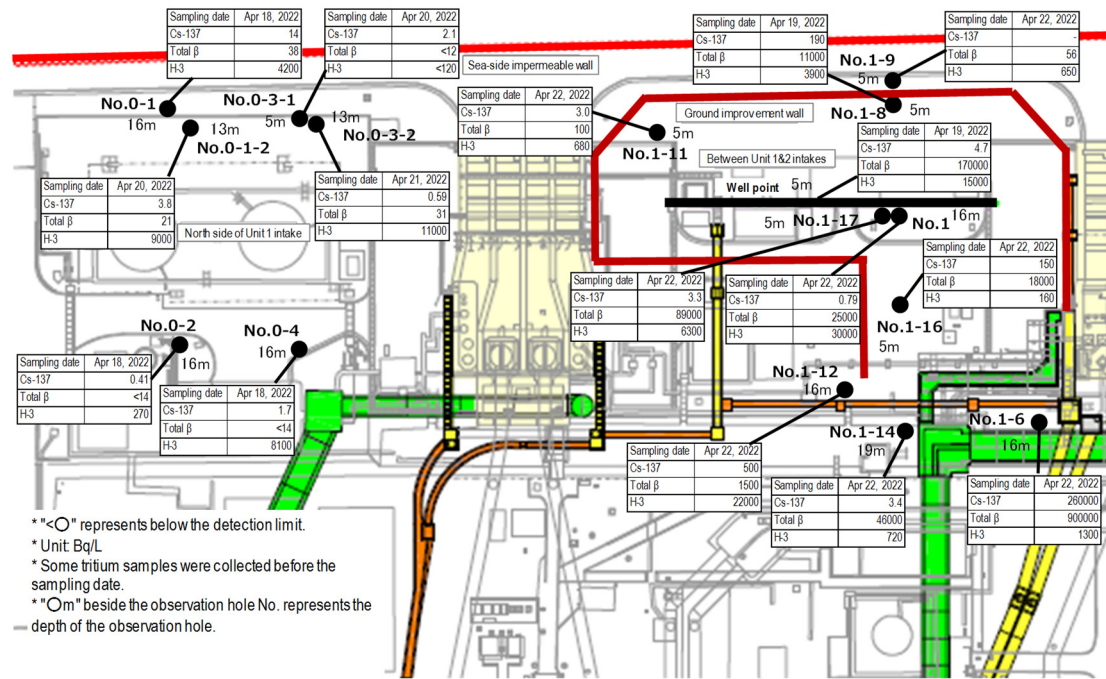 Sampling date Apr 18, 2022
Cs-137 14
Total β 38
H-3 4200
Sampling date Apr 20, 2022
Cs-137 2.1
Total β <12
H-3 <120
Sea-side impermeable wall
Sampling date Apr 19, 2022
Cs-137 190
Total β 11000
H-3 3900
Sampling date Apr 22, 2022
Cs-137 -
Total β 56
H-3 650
No.1-9
5m
No.0-1
16m
No.0-3-1
5m
13m
No.0-1-2
13m
No.0-3-2
Sampling date Apr 22, 2022
Cs-137 3.0
Total β 100
H-3 680
5m
No.1-11
Ground improvement wall
No.1-8
5m
Sampling date Apr 19, 2022
Cs-137 4.7
Total β 170000
H-3 15000
Between Unit 1&2 intakes
Well point 5m
Sampling date Apr 20, 2022
Cs-137 3.8
Total β 21
H-3 9000
North side of Unit 1 intake
Sampling date Apr 21, 2022
Cs-137 0.59
Total β 31
H-3 11000
5m
No.1-17
No.1
16m
Sampling date Apr 22, 2022
Cs-137 3.3
Total β 89000
H-3 6300
Sampling date Apr 22, 2022
Cs-137 0.79
Total β 25000
H-3 30000
Sampling date Apr 22, 2022
Cs-137 150
Total β 18000
H-3 160
No.1-16
5m
No.0-2
16m
No.0-4
16m
Sampling date Apr 18, 2022
Cs-137 0.41
Total β <14
H-3 270
Sampling date Apr 18, 2022
Cs-137 1.7
Total β <14
H-3 8100
No.1-12
16m
No.1-14
19m
No.1-6
16m
Sampling date Apr 22, 2022
Cs-137 500
Total β 1500
H-3 22000
Sampling date Apr 22, 2022
Cs-137 3.4
Total β 46000
H-3 720
Sampling date Apr 22, 2022
Cs-137 260000
Total β 900000
H-3 1300
* "<○" represents below the detection limit.
* Unit: Bq/L
* Some tritium samples were collected before the
sampling date.
* "○m" beside the observation hole No. represents the
depth of the observation hole.